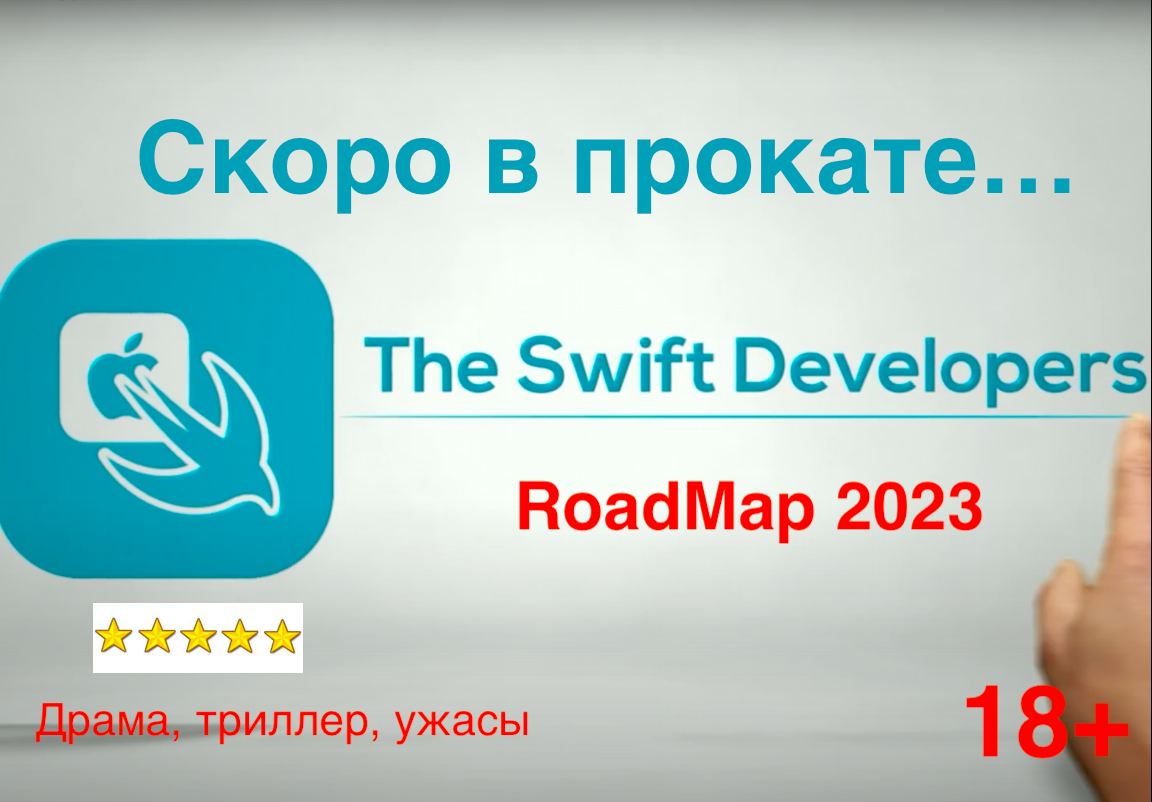 Скоро в прокате...
The Swift Developers
RoadMap 2023
Драма, триллер, ужасы
18+